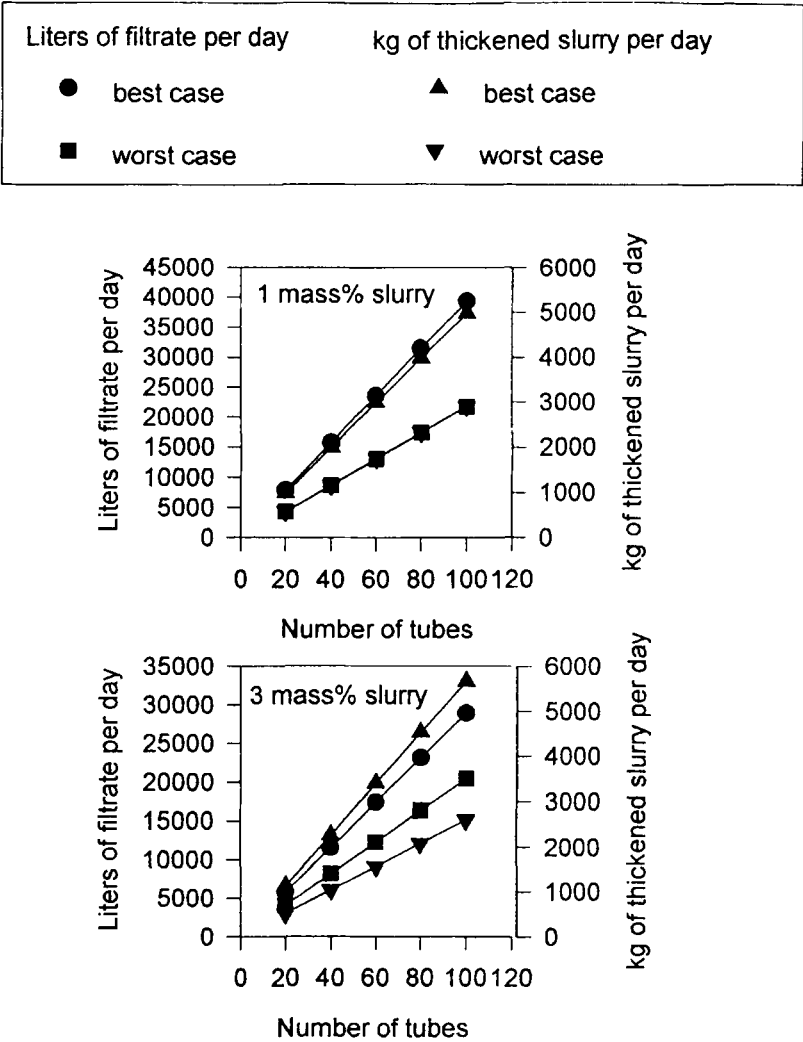 Liters of filtrate per day
kg of thickened slurry per day
best case
best case
worst case
worst case
Liters of filtrate per day
45000
40000
35000
30000
25000
20000
15000
10000
5000
0
1 mass% slurry
6000
5000
4000
3000
2000
1000
0
kg of thickened slurry per day
0 20 40 60 80 100 120
Number of tubes
Liters of filtrate per day
35000
30000
25000
20000
15000
10000
5000
0
3 mass% slurry
6000
5000
4000
3000
2000
1000
0
kg of thickened slurry per day
0 20 40 60 80 100 120
Number of tubes